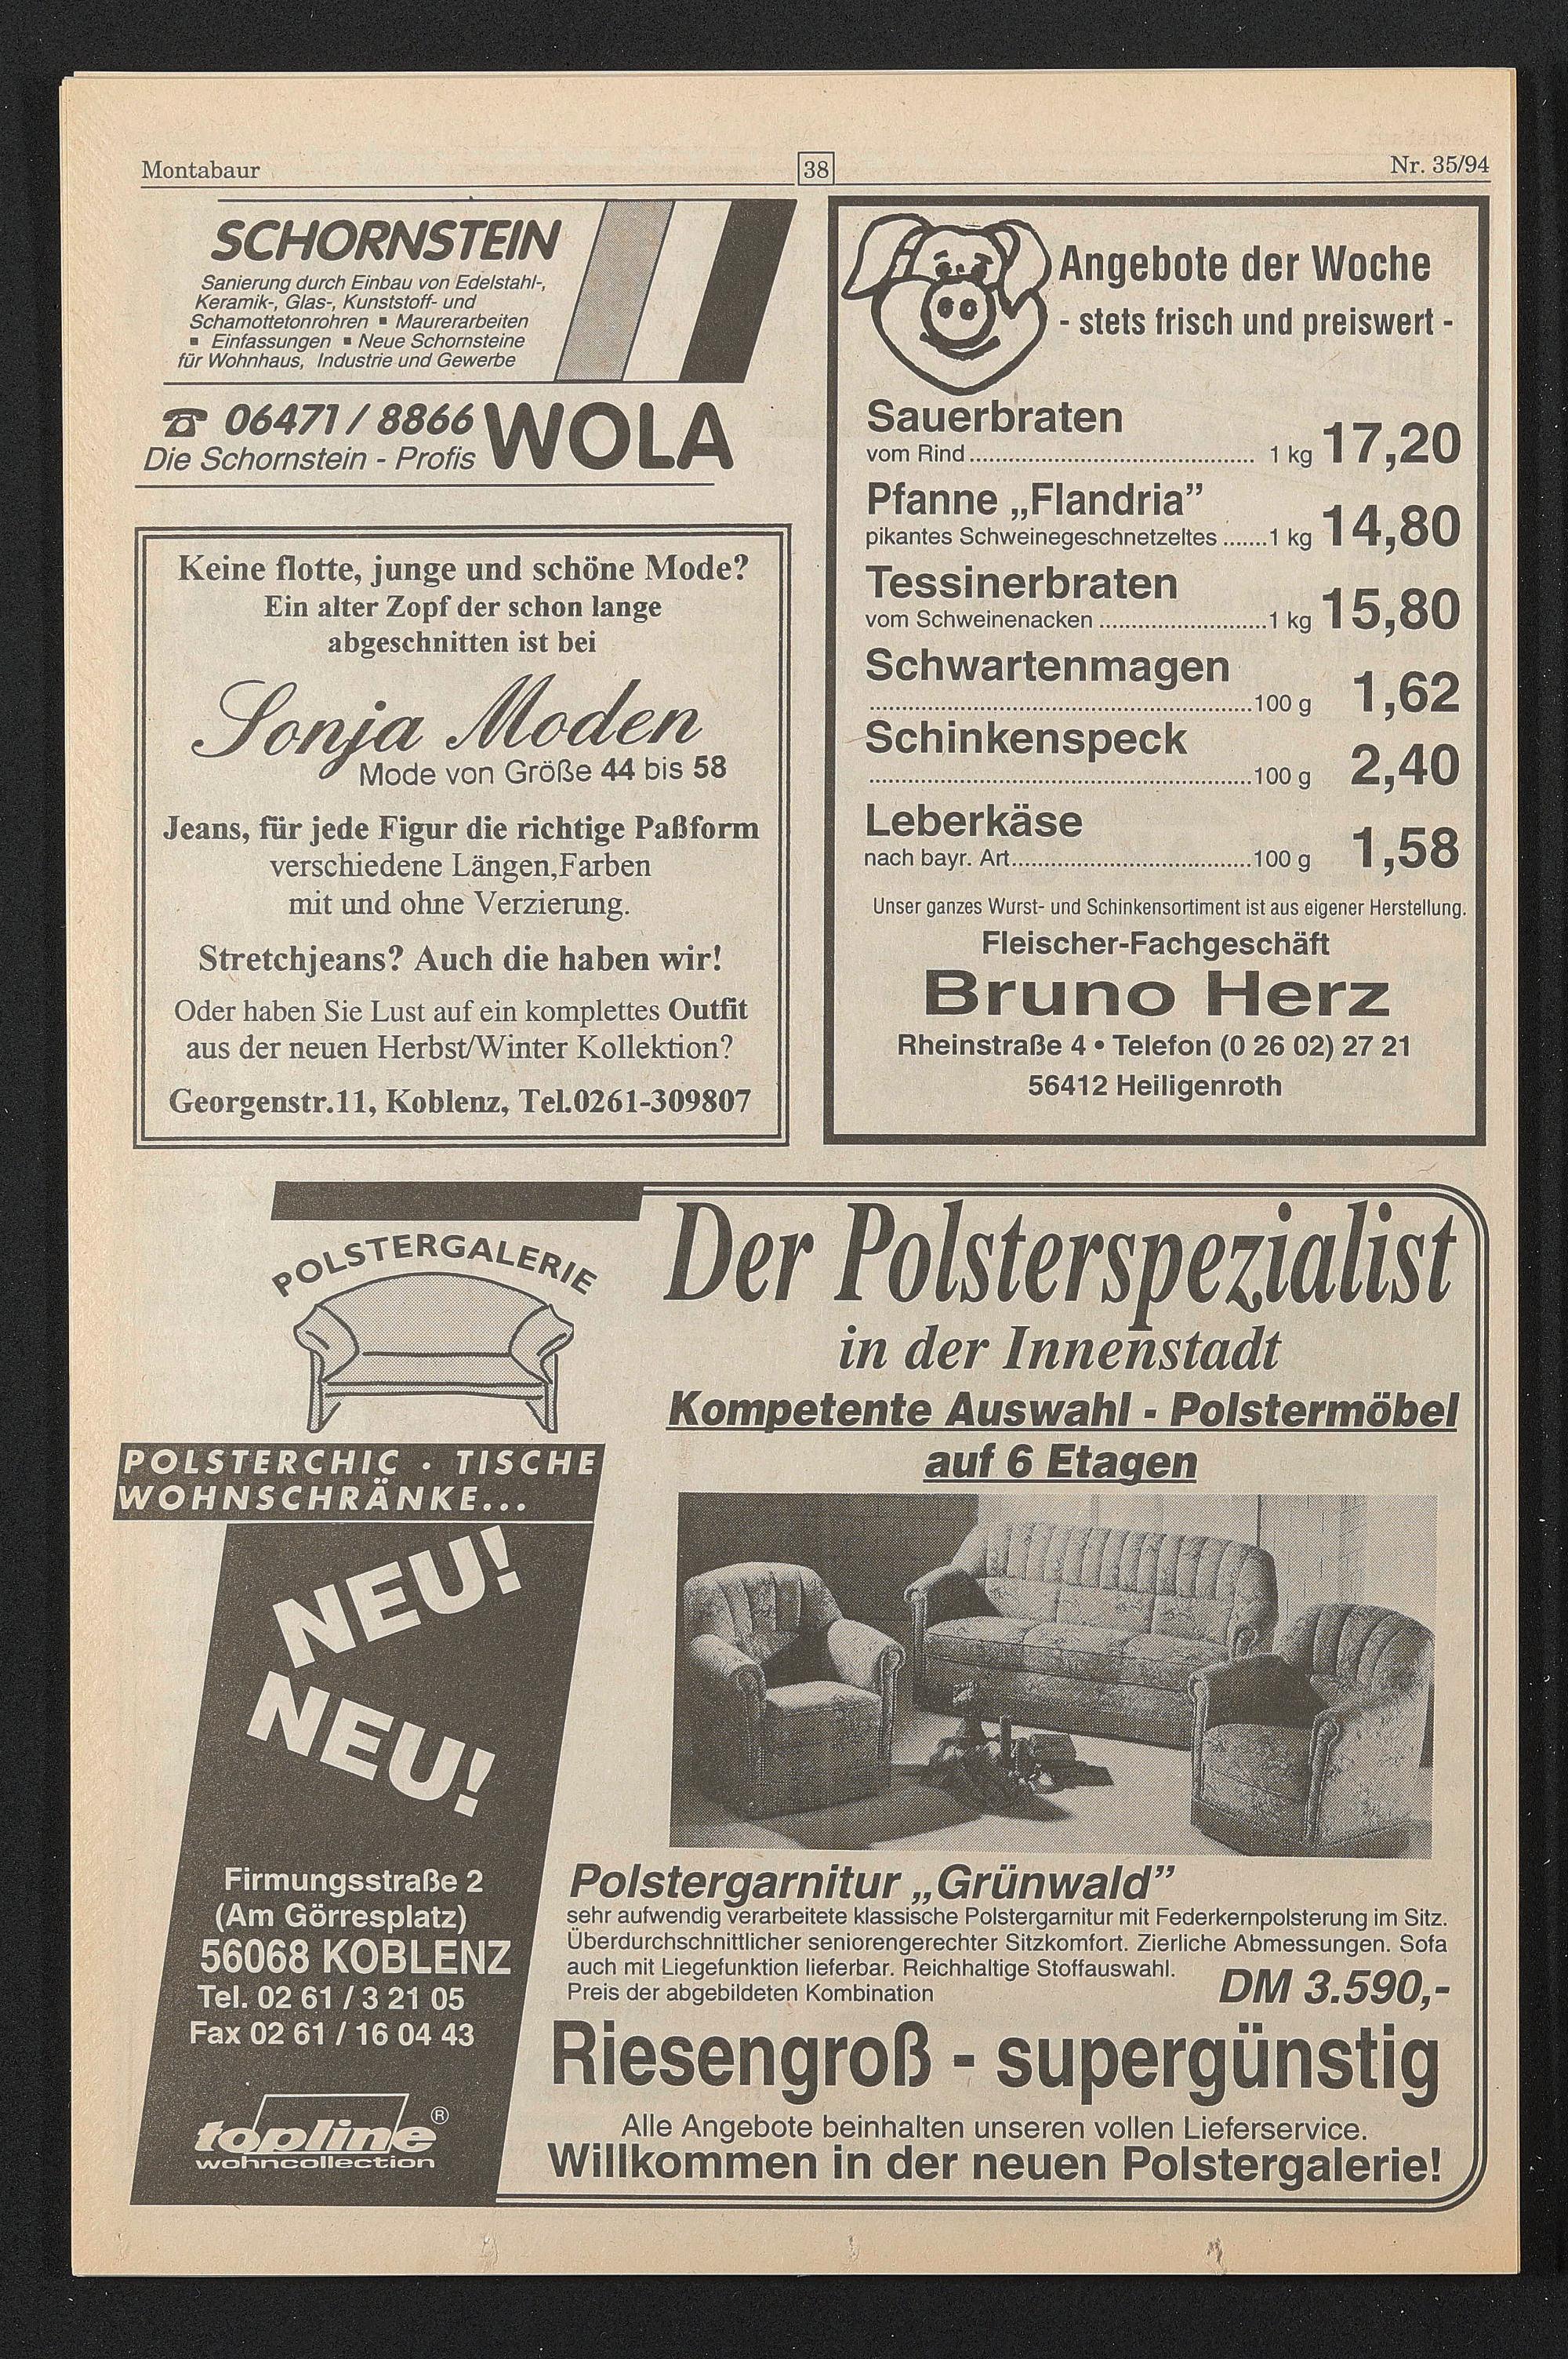 Montabaur
38
Nr. 35/94
SCHORNSTEIN
Sanierung durch Einbau von Edelstahl-,
Keramik-, Glas-, Kunststoff- und
Schamottetonrohren ▪ Maurerarbeiten
▪ Einfassungen ▪ Neue Schornsteine
für Wohnhaus, Industrie und Gewerbe
☎ 06471 / 8866
Die Schornstein - Profis
WOLA
Keine flotte, junge und schöne Mode?
Ein alter Zopf der schon lange
abgeschnitten ist bei
Sonja Moden
Mode von Größe 44 bis 58
Jeans, für jede Figur die richtige Paßform
verschiedene Längen,Farben
mit und ohne Verzierung.
Stretchjeans? Auch die haben wir!
Oder haben Sie Lust auf ein komplettes Outfit
aus der neuen Herbst/Winter Kollektion?
Georgenstr.11, Koblenz, Tel.0261-309807
Angebote der Woche
- stets frisch und preiswert -
Sauerbraten
vom Rind ............................................ 1 kg 17,20
Pfanne „Flandria”
pikantes Schweinegeschnetzeltes .......1 kg 14,80
Tessinerbraten
vom Schweinenacken ..........................1 kg 15,80
Schwartenmagen
...........................................................100 g 1,62
Schinkenspeck
...........................................................100 g 2,40
Leberkäse
nach bayr. Art.....................................100 g 1,58
Unser ganzes Wurst- und Schinkensortiment ist aus eigener Herstellung.
Fleischer-Fachgeschäft
Bruno Herz
Rheinstraße 4 • Telefon (0 26 02) 27 21
56412 Heiligenroth
POLSTERGALERIE
POLSTERCHIC · TISCHE
WOHNSCHRÄNKE...
NEU!
NEU!
Firmungsstraße 2
(Am Görresplatz)
56068 KOBLENZ
Tel. 02 61 / 3 21 05
Fax 02 61 / 16 04 43
topline®
wohncollection
Der Polsterspezialist
in der Innenstadt
Kompetente Auswahl - Polstermöbel
auf 6 Etagen
Polstergarnitur „Grünwald”
sehr aufwendig verarbeitete klassische Polstergarnitur mit Federkernpolsterung im Sitz.
Überdurchschnittlicher seniorengerechter Sitzkomfort. Zierliche Abmessungen. Sofa
auch mit Liegefunktion lieferbar. Reichhaltige Stoffauswahl.
Preis der abgebildeten Kombination
DM 3.590,-
Riesengroß - supergünstig
Alle Angebote beinhalten unseren vollen Lieferservice.
Willkommen in der neuen Polstergalerie!